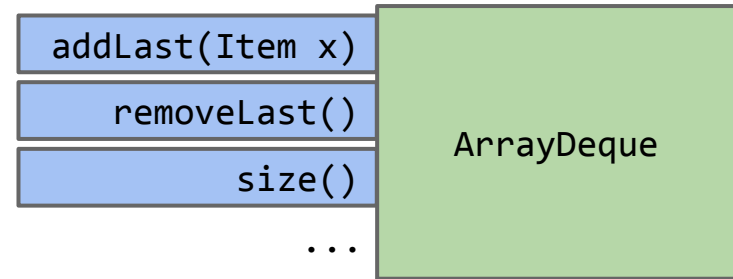 addLast(Item x)
removeLast()
ArrayDeque
size()
...